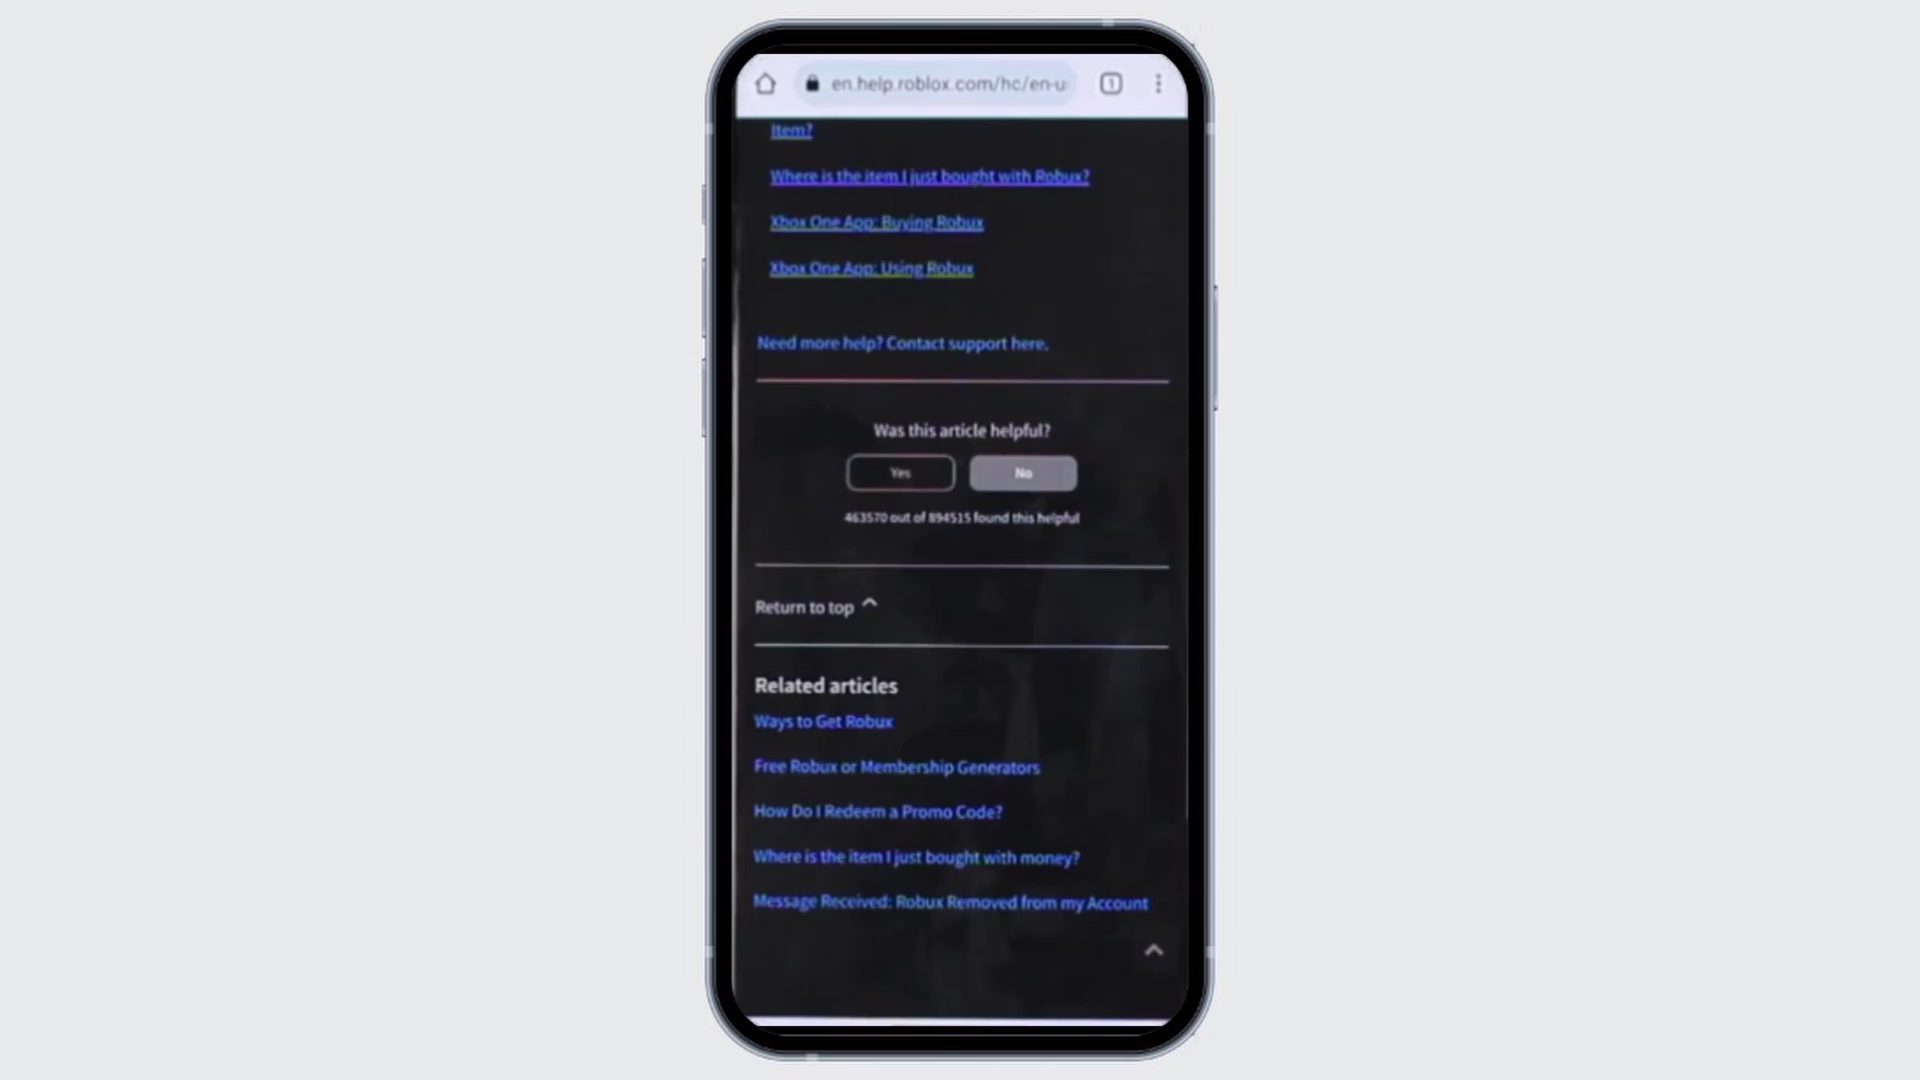 en.help.roblox.com/hc/en-u
1
Item?
Where is the item I just bought with Robux?
Xbox One App: Buying Robux
Xbox One App: Using Robux
Need more help? Contact support here.
Was this article helpful?
Yes
No
463570 out of 894515 found this helpful
Return to top
Related articles
Ways to Get Robux
Free Robux or Membership Generators
How Do I Redeem a Promo Code?
Where is the item I just bought with money?
Message Received: Robux Removed from my Account